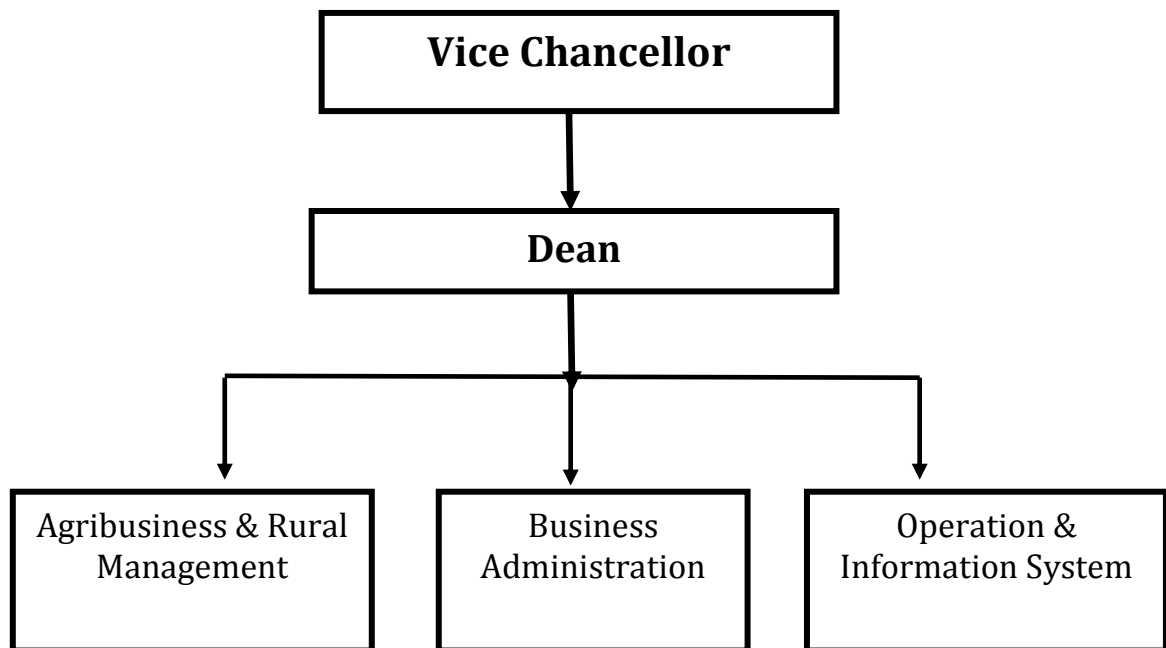 Vice Chancellor
Dean
Agribusiness & Rural
Management
Business
Administration
Operation &
Information System